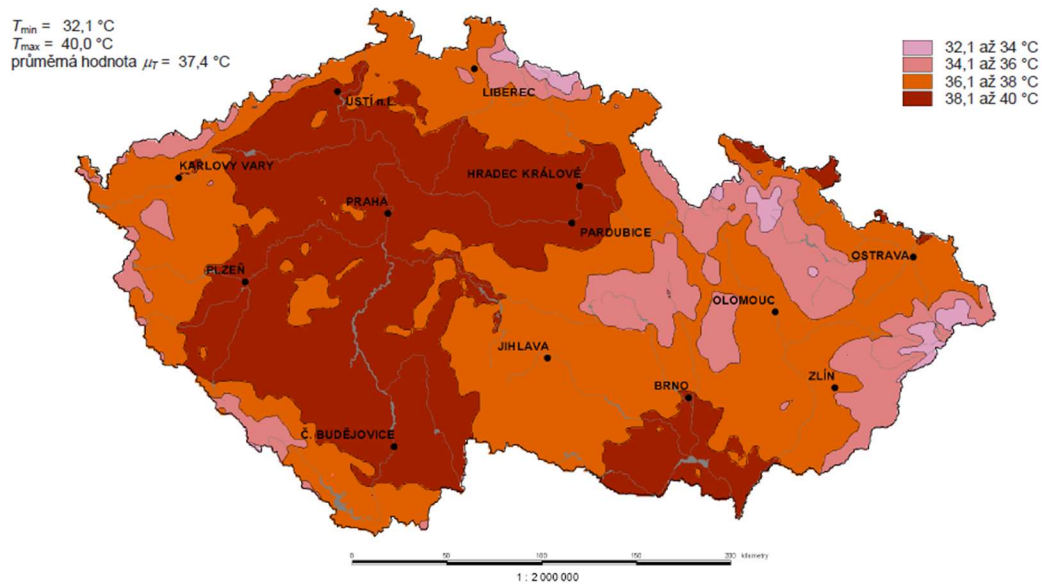 Tmin = 32,1 °C
Tmax = 40,0 °C
průměrná hodnota μT = 37,4 °C
32,1 až 34 °C
34,1 až 36 °C
36,1 až 38 °C
38,1 až 40 °C
LIBEREC
ÚSTÍ n.L.
KARLOVY VARY
HRADEC KRÁLOVÉ
PRAHA
PARDUBICE
OSTRAVA
PLZEŇ
OLOMOUC
JIHLAVA
ZLÍN
BRNO
Č. BUDĚJOVICE
0 50 100 150 200 kilometry
1 : 2 000 000